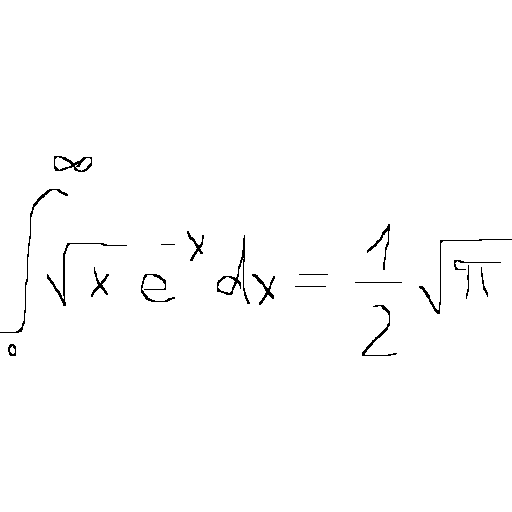 ∫₀^∞ √x e^{-x} dx = 1/2 √π